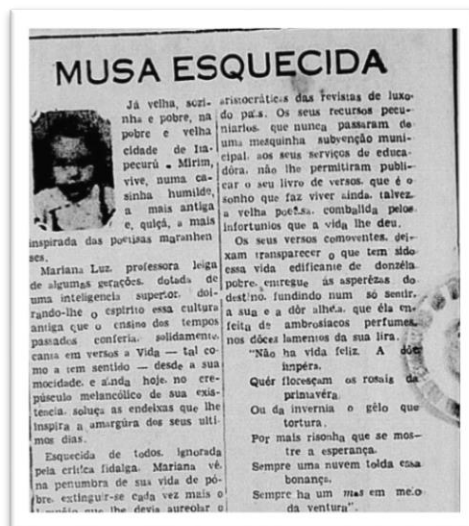 MUSA ESQUECIDA
Já velha, sozi-
nha e pobre, na
pobre e velha
cidade de Ita-
pecurú - Mirim,
vive, numa ca-
sinha humilde,
a mais antiga
e, quiçá, a mais
inspirada das poetisas maranhen
ses.
Mariana Luz, professora leiga
de algumas gerações, dotada de
uma inteligencia superior, doi-
rando-lhe o espirito essa cultura
antiga que o ensino dos tempos
passados conferia, solidamente,
canta em versos a Vida — tal co-
mo a tem sentido — desde a sua
mocidade, e ainda hoje, no cre-
púsculo melancólico de sua exis-
tencia, soluça as endeixas que lhe
inspira a amargúra dos seus ulti-
mos dias.
Esquecida de todos, ignorada
pela critica fidalga, Mariana vê,
na penumbra de sua vida de pó-
bre, extinguir-se cada vez mais o
que lhe devia aureolar o
aristocráticas das revistas de luxo
do país. Os seus recursos pecu-
niarios, que nunca passaram de
uma mesquinha subvenção muni-
cipal, aos seus serviços de educa-
dôra, não lhe permitiram publi-
car o seu livro de versos, que é o
sonho que faz viver ainda, talvez,
a velha poetisa, combalida pelos
infortunios que a vida lhe deu.
Os seus versos comoventes, dei-
xam transparecer o que tem sido
essa vida edificante de donzéla
pobre, entregue ás asperêzas do
destino, fundindo num só sentir,
a sua e a dôr alheia, que éla en-
feita de ambrosiacos perfumes,
nos dôces lamentos da sua lira.
"Não ha vida feliz. A dôr
impéra.
Quér floresçam os rosais da
primavéra.
Ou da invernia o gêlo que
tortura.
Por mais risonha que se mos-
tre a esperança.
Sempre uma nuvem tolda essa
bonança.
Sempre ha um mas em meio
da ventura".